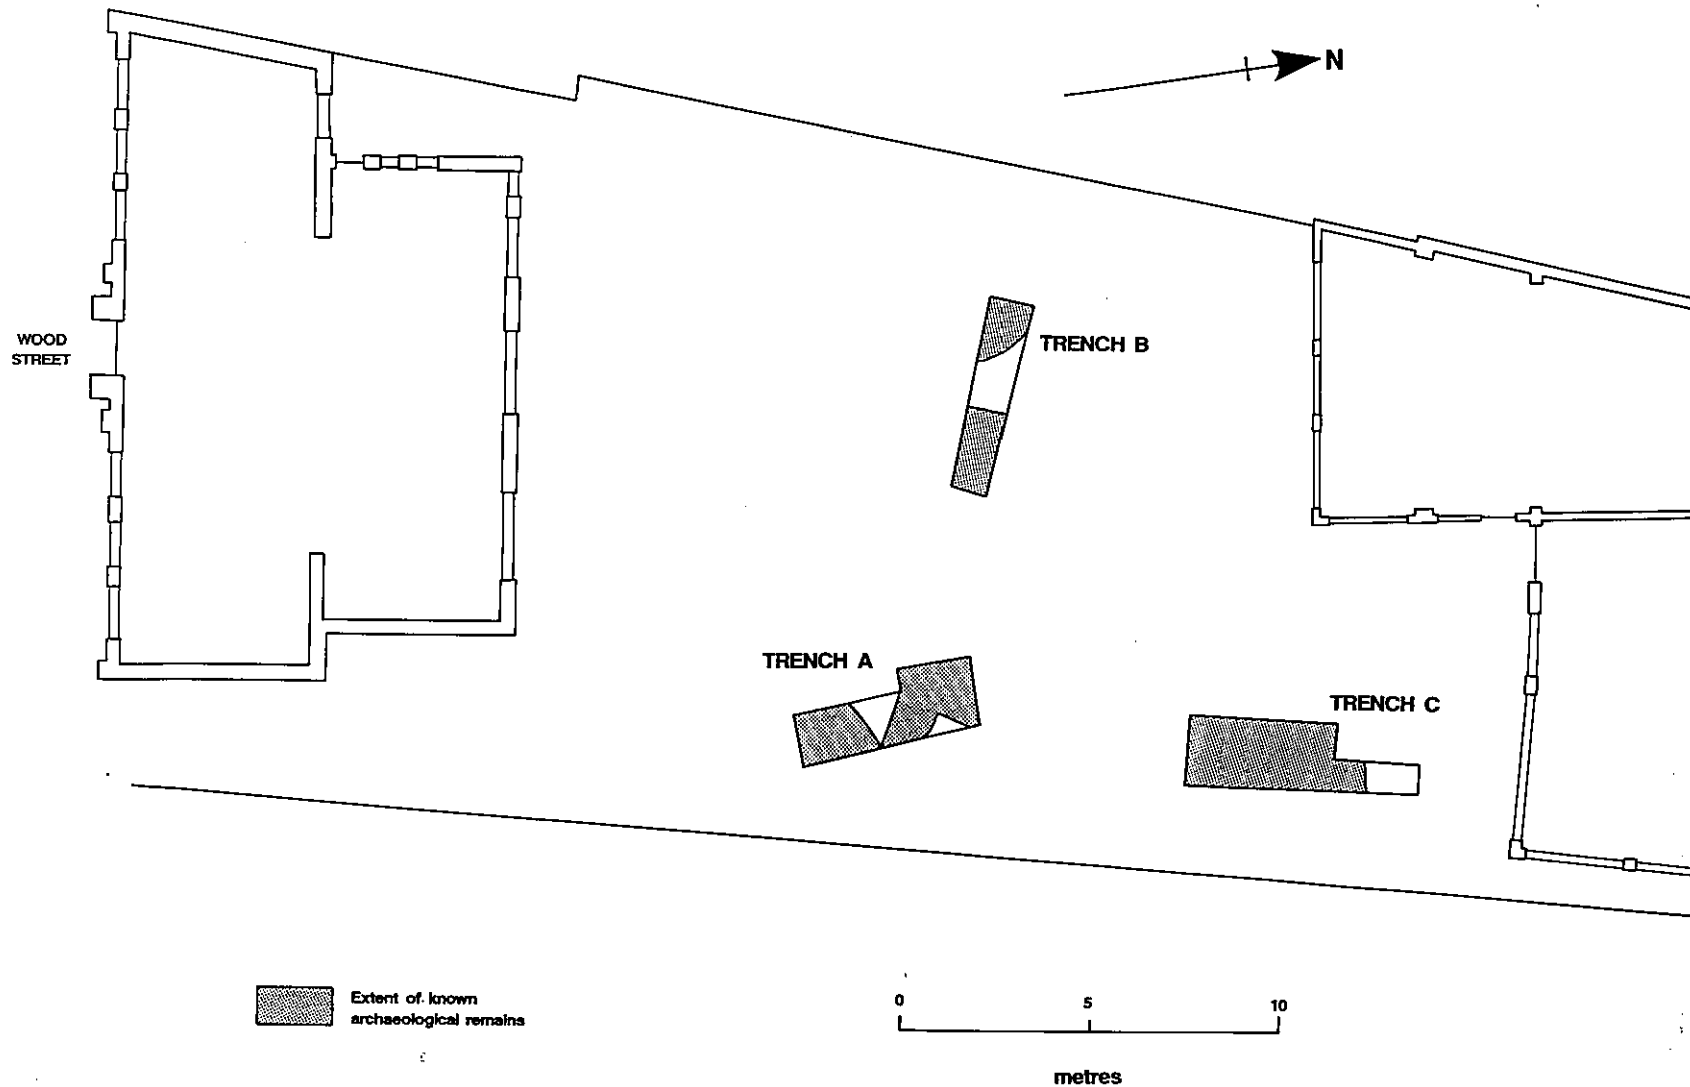 N
WOOD
STREET
TRENCH B
TRENCH A
TRENCH C
Extent of known
archaeological remains
0 5 10
metres